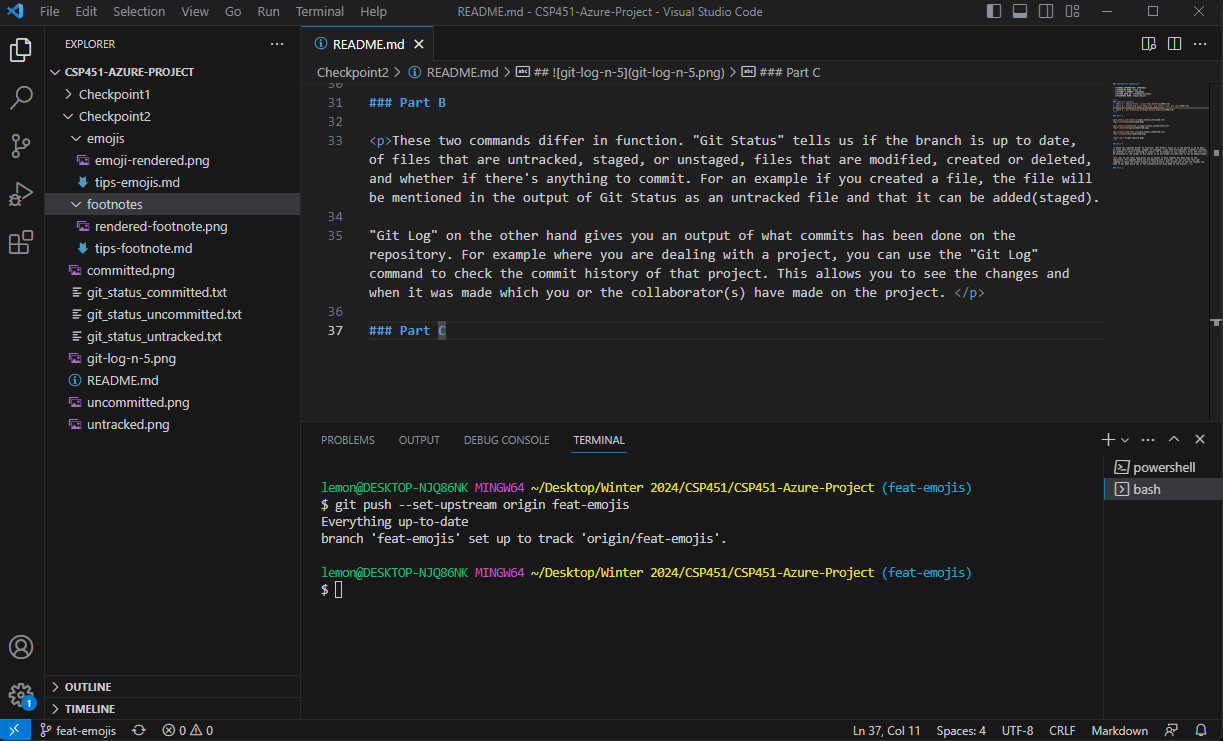 File Edit Selection View Go Run Terminal Help README.md - CSP451-Azure-Project - Visual Studio Code
EXPLORER
CSP451-AZURE-PROJECT
Checkpoint1
Checkpoint2
emojis
emoji-rendered.png
tips-emojis.md
footnotes
rendered-footnote.png
tips-footnote.md
committed.png
git_status_committed.txt
git_status_uncommitted.txt
git_status_untracked.txt
git-log-n-5.png
README.md
uncommitted.png
untracked.png
OUTLINE
TIMELINE
README.md
Checkpoint2 > README.md > ## ![git-log-n-5](git-log-n-5.png) > ### Part C
30
31 ### Part B
32
33 <p>These two commands differ in function. "Git Status" tells us if the branch is up to date,
of files that are untracked, staged, or unstaged, files that are modified, created or deleted,
and whether if there's anything to commit. For an example if you created a file, the file will
be mentioned in the output of Git Status as an untracked file and that it can be added(staged).
34
35 "Git Log" on the other hand gives you an output of what commits has been done on the
repository. For example where you are dealing with a project, you can use the "Git Log"
command to check the commit history of that project. This allows you to see the changes and
when it was made which you or the collaborator(s) have made on the project. </p>
36
37 ### Part C
PROBLEMS OUTPUT DEBUG CONSOLE TERMINAL
lemon@DESKTOP-NJQ86NK MINGW64 ~/Desktop/Winter 2024/CSP451/CSP451-Azure-Project (feat-emojis)
$ git push --set-upstream origin feat-emojis
Everything up-to-date
branch 'feat-emojis' set up to track 'origin/feat-emojis'.
lemon@DESKTOP-NJQ86NK MINGW64 ~/Desktop/Winter 2024/CSP451/CSP451-Azure-Project (feat-emojis)
$
powershell
bash
1
feat-emojis 0 0 Ln 37, Col 11 Spaces: 4 UTF-8 CRLF Markdown